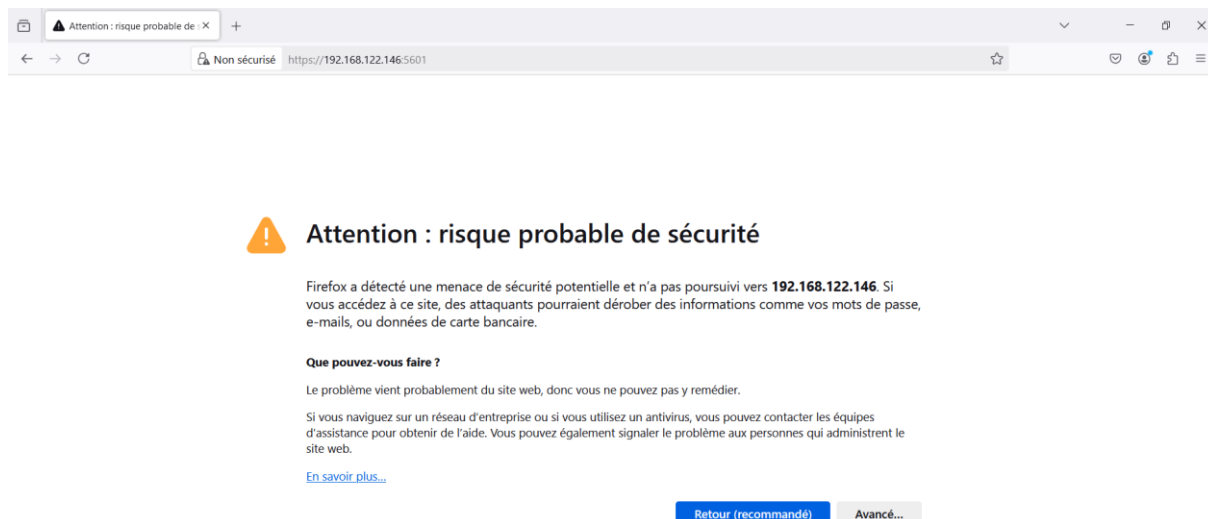 Attention : risque probable de s
Non sécurisé https://192.168.122.146:5601
Attention : risque probable de sécurité
Firefox a détecté une menace de sécurité potentielle et n'a pas poursuivi vers 192.168.122.146. Si
vous accédez à ce site, des attaquants pourraient dérober des informations comme vos mots de passe,
e-mails, ou données de carte bancaire.
Que pouvez-vous faire ?
Le problème vient probablement du site web, donc vous ne pouvez pas y remédier.
Si vous naviguez sur un réseau d'entreprise ou si vous utilisez un antivirus, vous pouvez contacter les équipes
d'assistance pour obtenir de l'aide. Vous pouvez également signaler le problème aux personnes qui administrent le
site web.
En savoir plus...
Retour (recommandé) Avancé...